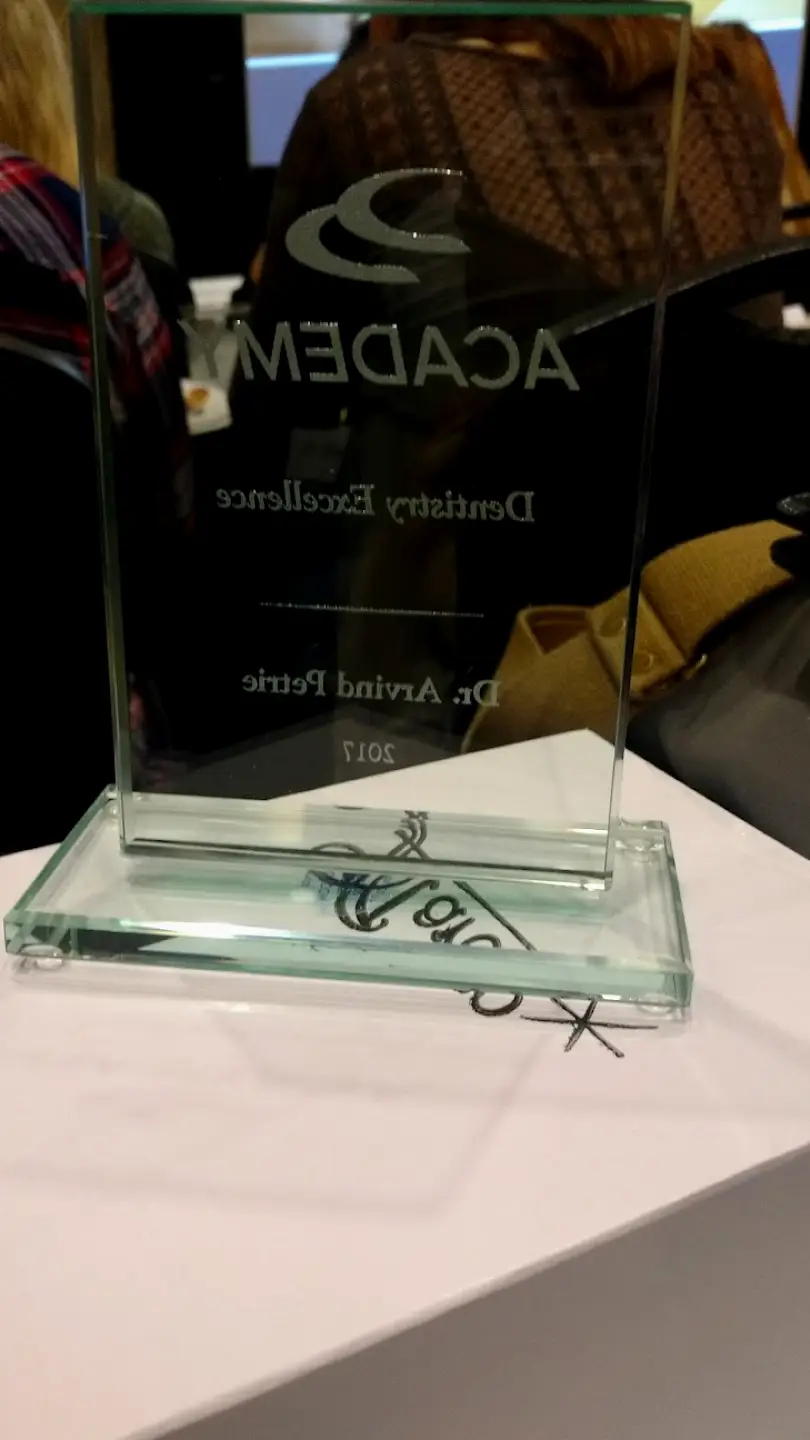 ACADEMY
Dentistry Excellence
Dr. Arvind Petrie
2017